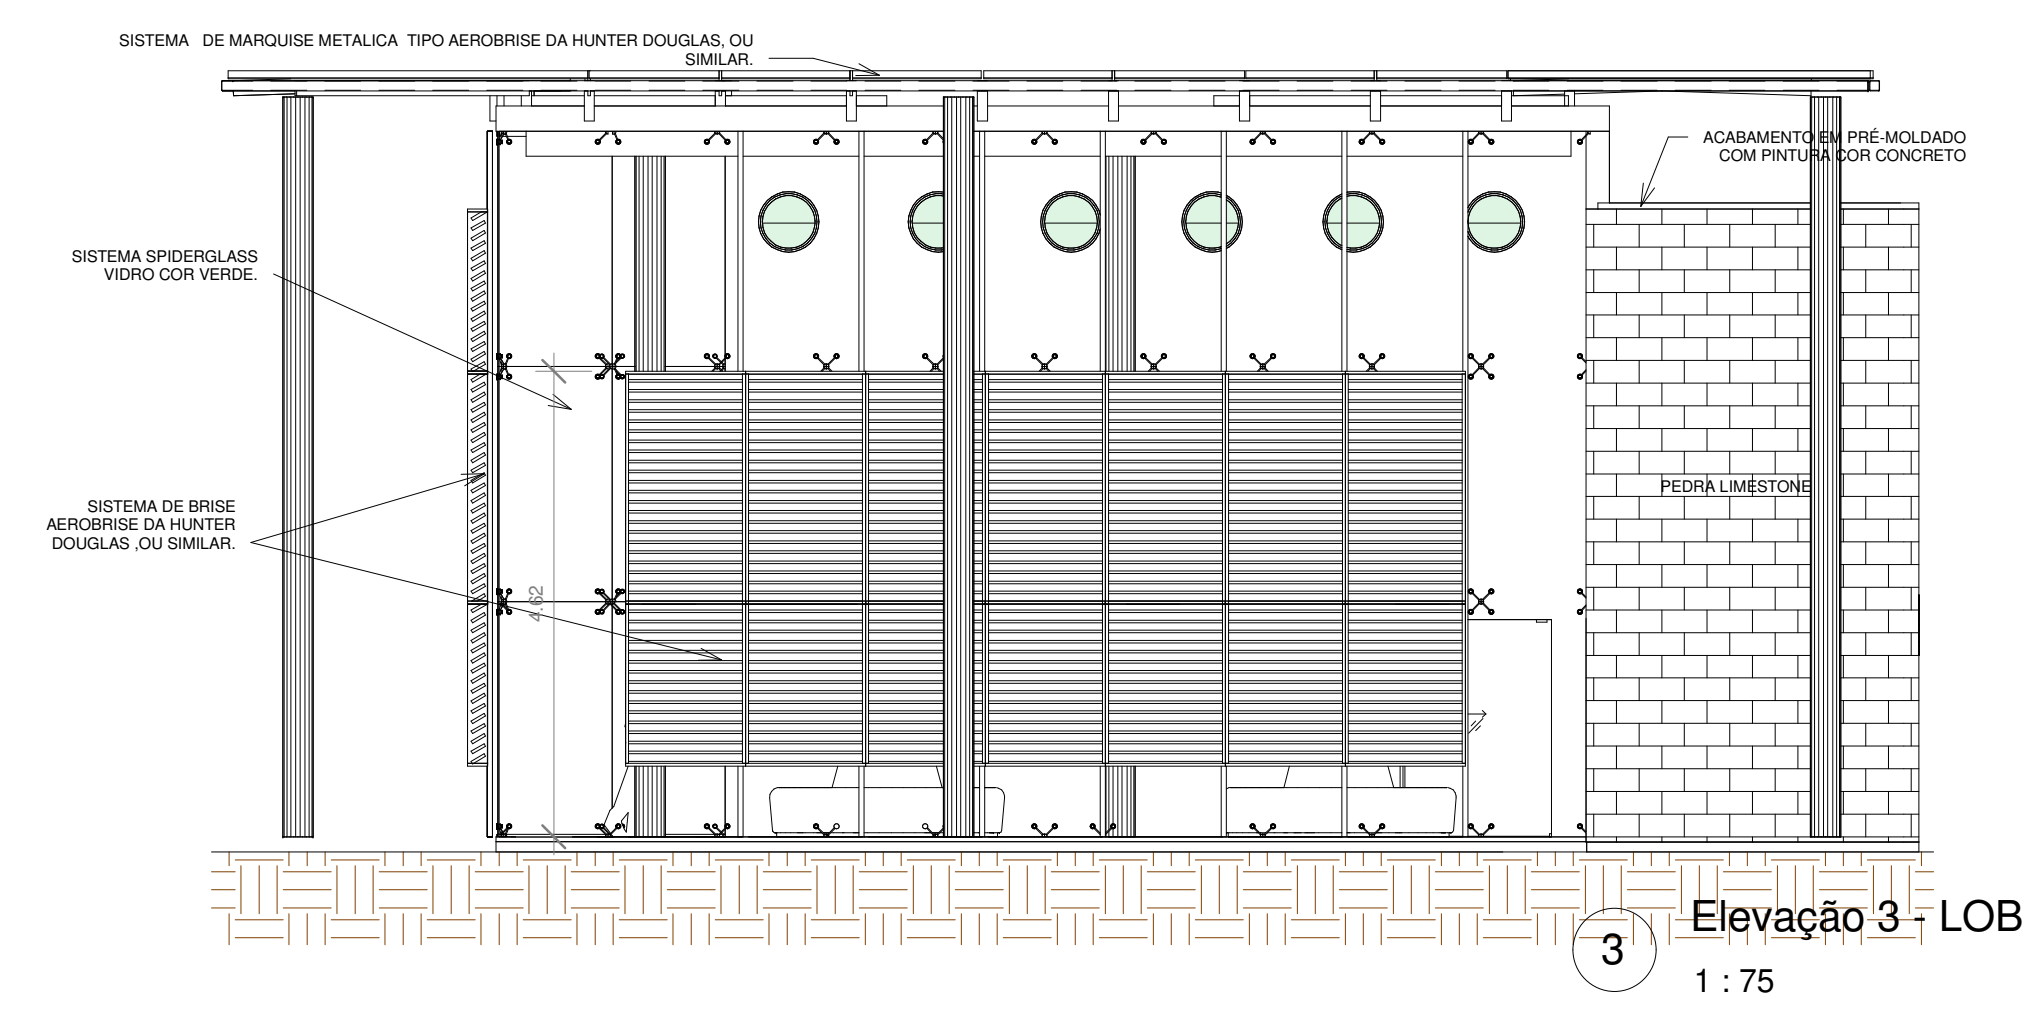 SISTEMA DE MARQUISE METALICA TIPO AEROBRISE DA HUNTER DOUGLAS, OU
SIMILAR.
ACABAMENTO EM PRÉ-MOLDADO
COM PINTURA COR CONCRETO
SISTEMA SPIDERGLASS
VIDRO COR VERDE.
PEDRA LIMESTONE
SISTEMA DE BRISE
AEROBRISE DA HUNTER
DOUGLAS ,OU SIMILAR.
4.62
3
Elevação 3 - LOB
1 : 75